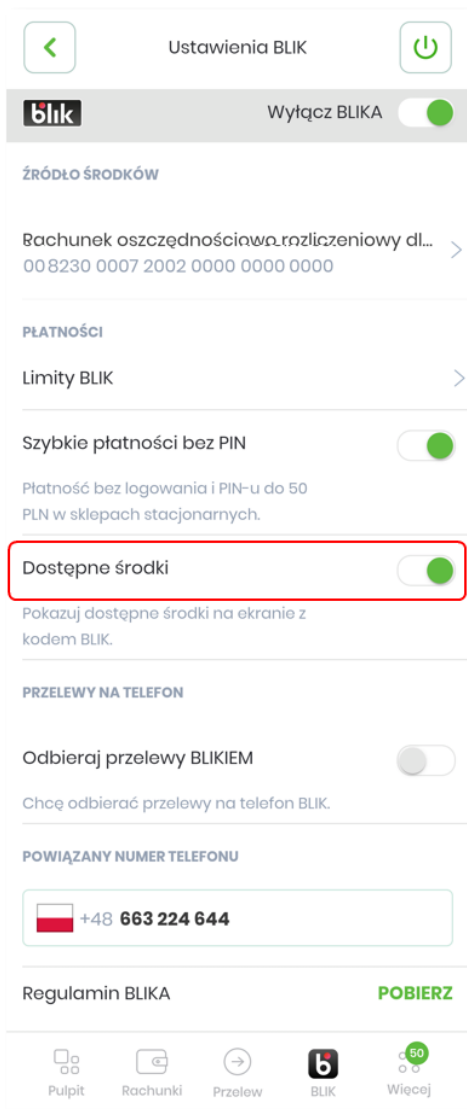 Ustawienia BLIK
blik
Wyłącz BLIKA
ŹRÓDŁO ŚRODKÓW
Rachunek oszczędnościowo rozliczeniowy dl...
00 8230 0007 2002 0000 0000 0000
PŁATNOŚCI
Limity BLIK
Szybkie płatności bez PIN
Płatność bez logowania i PIN-u do 50
PLN w sklepach stacjonarnych.
Dostępne środki
Pokazuj dostępne środki na ekranie z
kodem BLIK.
PRZELEWY NA TELEFON
Odbieraj przelewy BLIKIEM
Chcę odbierać przelewy na telefon BLIK.
POWIĄZANY NUMER TELEFONU
+48 663 224 644
Regulamin BLIKA
POBIERZ
50
Pulpit
Rachunki
Przelew
BLIK
Więcej